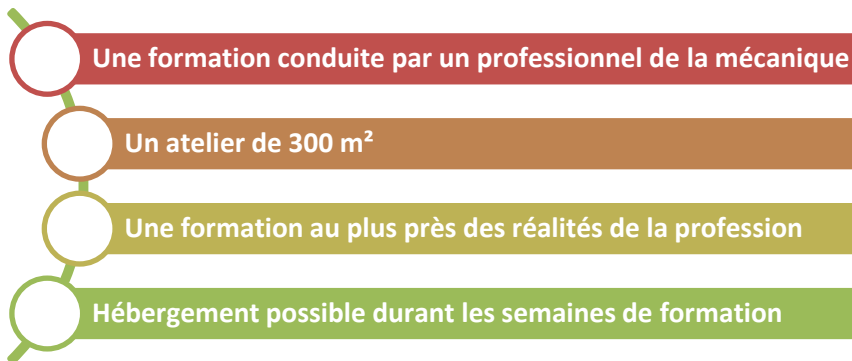 Une formation conduite par un professionnel de la mécanique
Un atelier de 300 m²
Une formation au plus près des réalités de la profession
Hébergement possible durant les semaines de formation